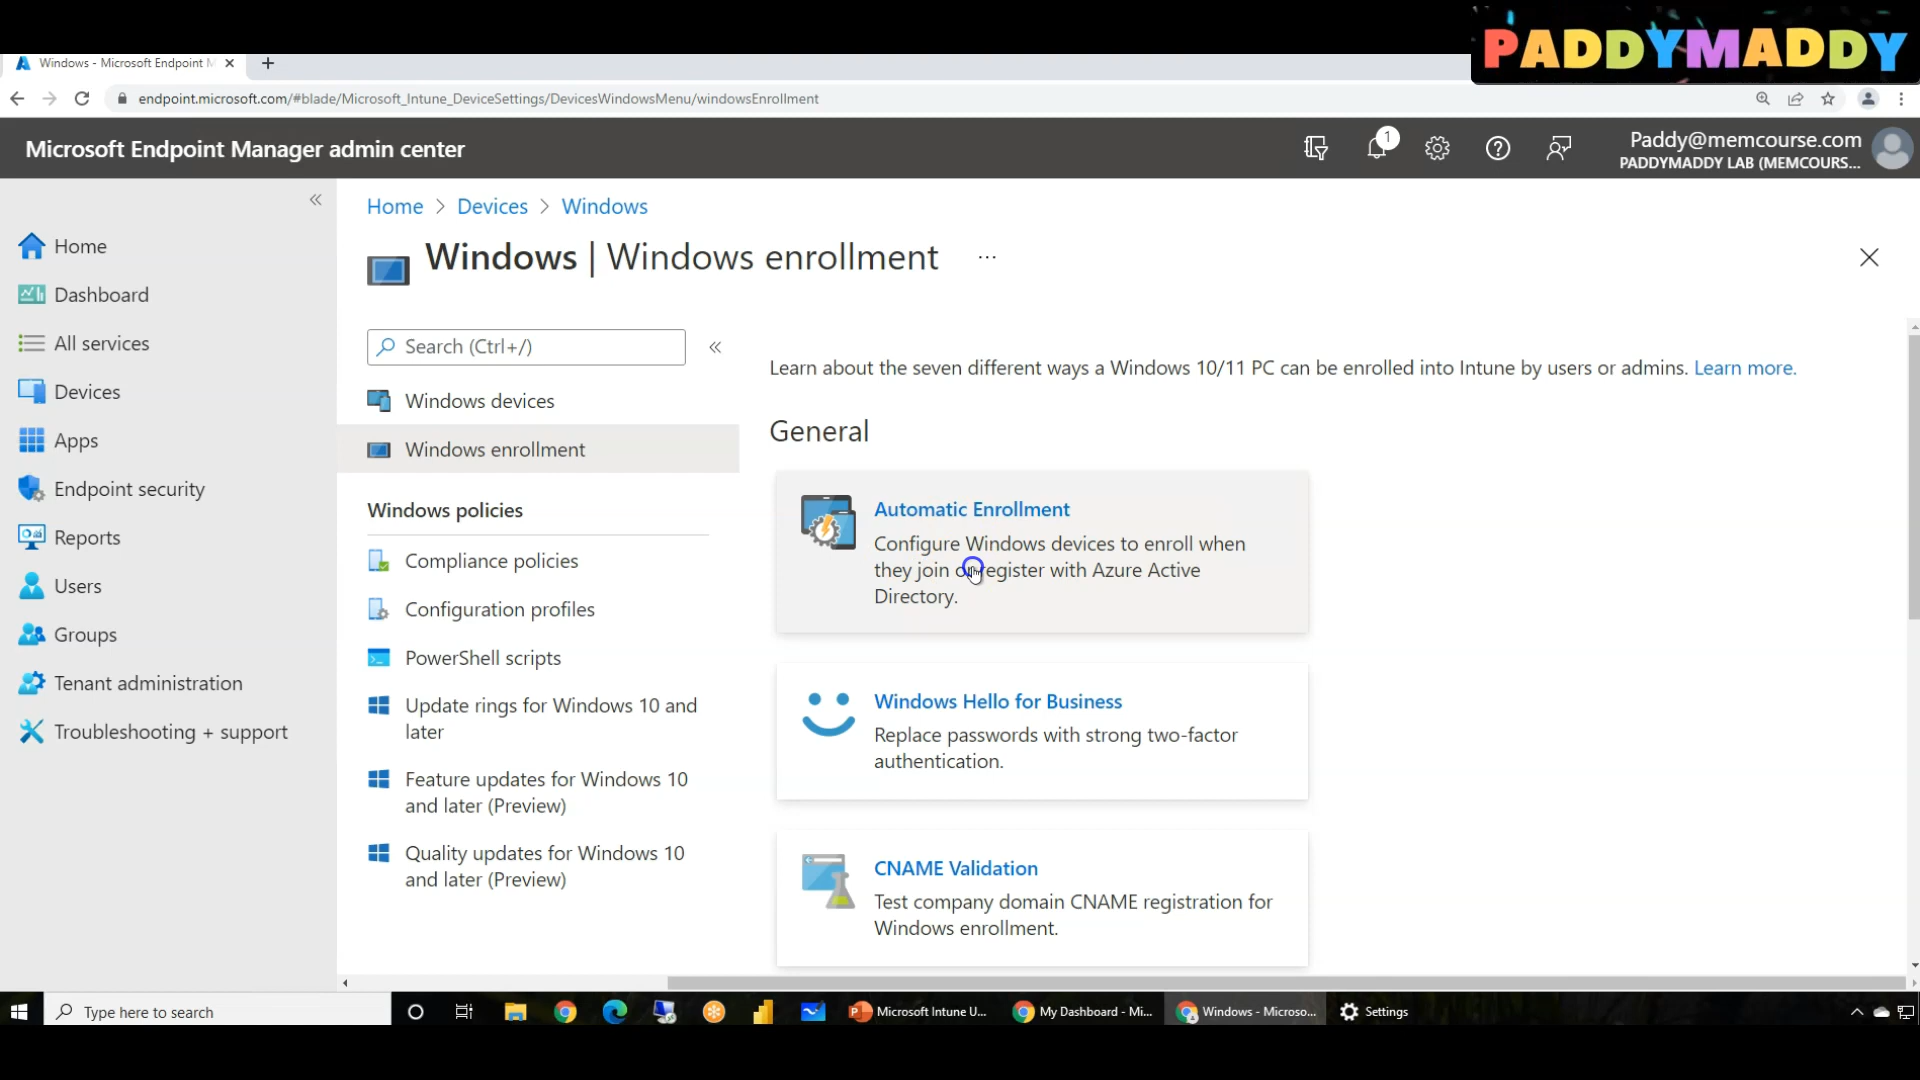 PADDYMADDY
Windows - Microsoft Endpoint M
endpoint.microsoft.com/#blade/Microsoft_Intune_DeviceSettings/DevicesWindowsMenu/windowsEnrollment
Microsoft Endpoint Manager admin center
1
Paddy@memcourse.com
PADDYMADDY LAB (MEMCOURS...
Home
Dashboard
All services
Devices
Apps
Endpoint security
Reports
Users
Groups
Tenant administration
Troubleshooting + support
Home > Devices > Windows
Windows | Windows enrollment ...
Search (Ctrl+/)
Windows devices
Windows enrollment
Windows policies
Compliance policies
Configuration profiles
PowerShell scripts
Update rings for Windows 10 and
later
Feature updates for Windows 10
and later (Preview)
Quality updates for Windows 10
and later (Preview)
Learn about the seven different ways a Windows 10/11 PC can be enrolled into Intune by users or admins. Learn more.
General
Automatic Enrollment
Configure Windows devices to enroll when
they join or register with Azure Active
Directory.
Windows Hello for Business
Replace passwords with strong two-factor
authentication.
CNAME Validation
Test company domain CNAME registration for
Windows enrollment.
Type here to search
Microsoft Intune U...
My Dashboard - Mi...
Windows - Microso...
Settings